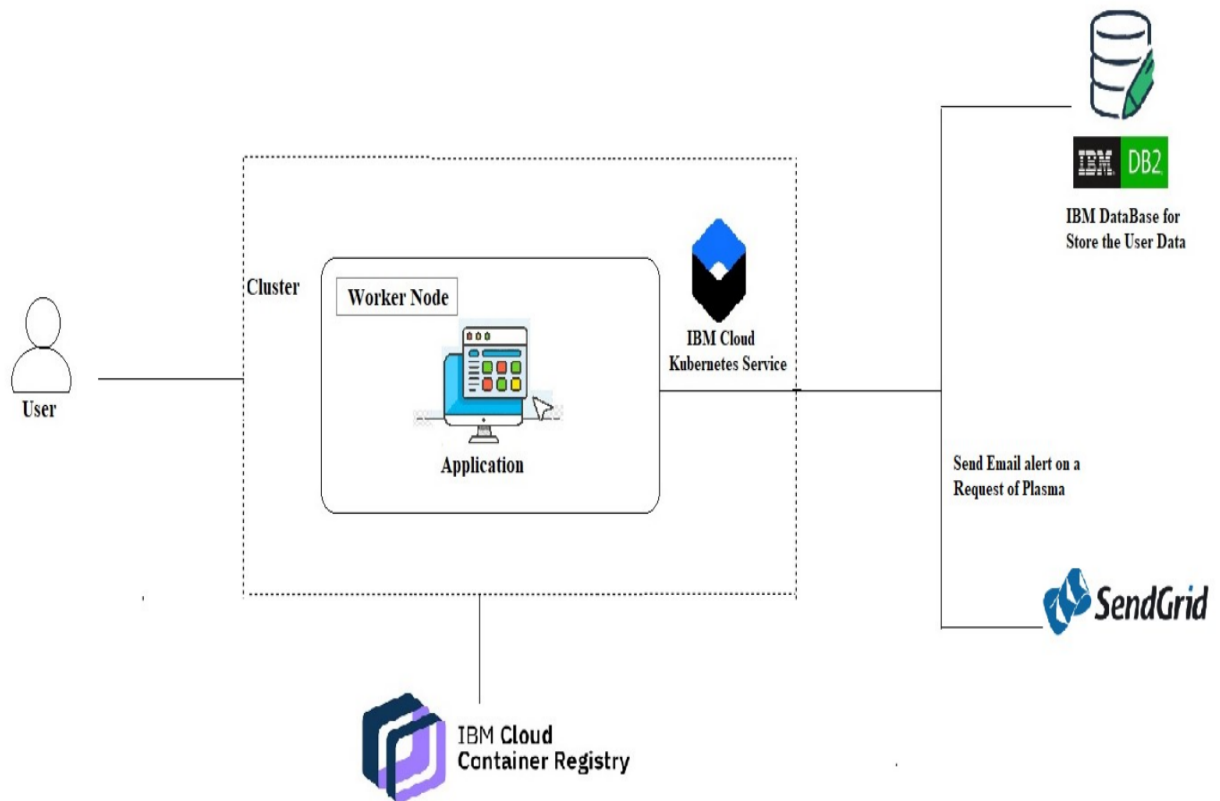 IBM DB2
IBM DataBase for
Store the User Data
Cluster
Worker Node
IBM Cloud
Kubernetes Service
User
Application
Send Email alert on a
Request of Plasma
SendGrid
IBM Cloud
Container Registry